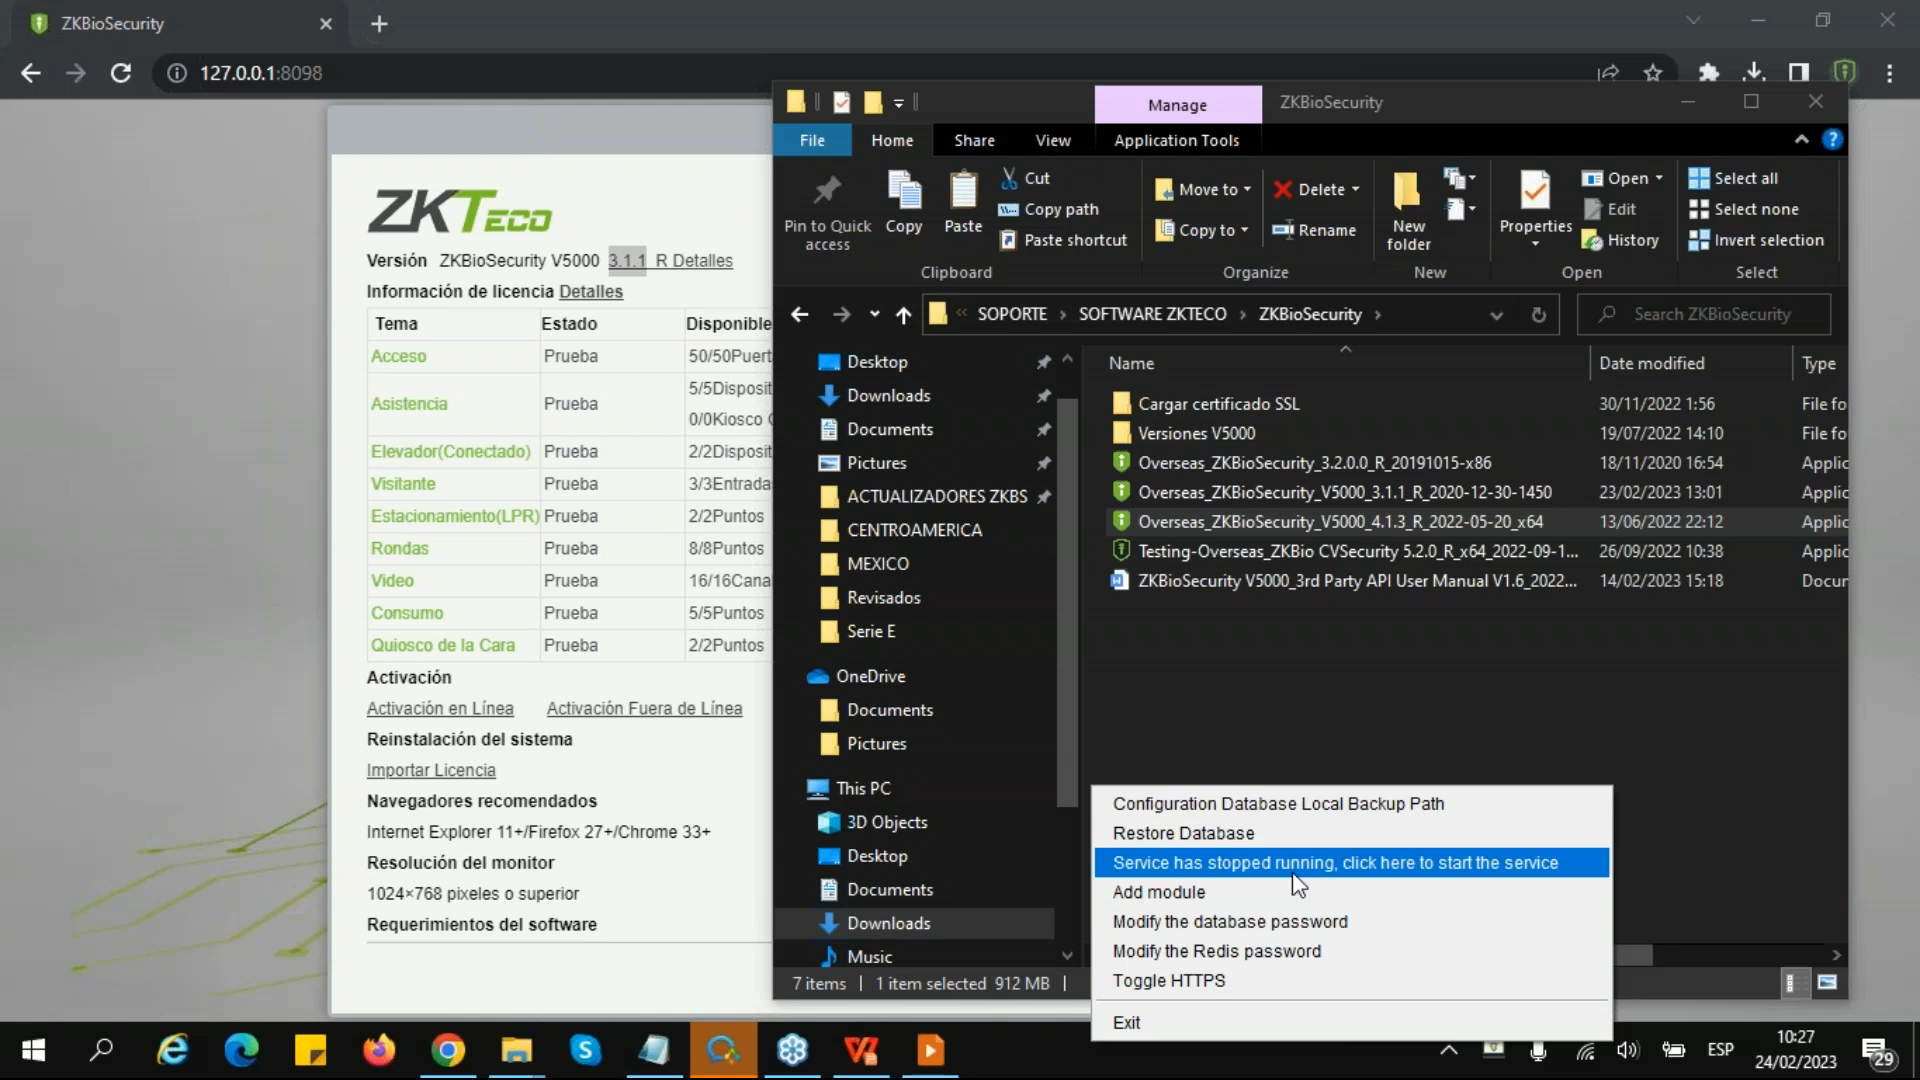 ZKBioSecurity
127.0.0.1:8098
Manage
ZKBioSecurity
File
Home
Share
View
Application Tools
Pin to Quick access
Copy
Paste
Cut
Copy path
Paste shortcut
Clipboard
Move to
Copy to
Delete
Rename
Organize
New folder
New
Properties
Open
Edit
History
Open
Select all
Select none
Invert selection
Select
SOPORTE > SOFTWARE ZKTECO > ZKBioSecurity >
Search ZKBioSecurity
ZKTECO
Versión ZKBioSecurity V5000 3.1.1 R Detalles
Información de licencia Detalles
Tema Estado Disponible
Acceso Prueba 50/50Puert
Asistencia Prueba 5/5Disposit
0/0Kiosco
Elevador(Conectado) Prueba 2/2Disposit
Visitante Prueba 3/3Entrada
Estacionamiento(LPR) Prueba 2/2Puntos
Rondas Prueba 8/8Puntos
Video Prueba 16/16Cana
Consumo Prueba 5/5Puntos
Quiosco de la Cara Prueba 2/2Puntos
Activación
Activación en Línea Activación Fuera de Línea
Reinstalación del sistema
Importar Licencia
Navegadores recomendados
Internet Explorer 11+/Firefox 27+/Chrome 33+
Resolución del monitor
1024×768 pixeles o superior
Requerimientos del software
Desktop
Downloads
Documents
Pictures
ACTUALIZADORES ZKBS
CENTROAMERICA
MEXICO
Revisados
Serie E
OneDrive
Documents
Pictures
This PC
3D Objects
Desktop
Documents
Downloads
Music
Name Date modified Type
Cargar certificado SSL 30/11/2022 1:56 File fo
Versiones V5000 19/07/2022 14:10 File fo
Overseas_ZKBioSecurity_3.2.0.0_R_20191015-x86 18/11/2020 16:54 Applic
Overseas_ZKBioSecurity_V5000_3.1.1_R_2020-12-30-1450 23/02/2023 13:01 Applic
Overseas_ZKBioSecurity_V5000_4.1.3_R_2022-05-20_x64 13/06/2022 22:12 Applic
Testing-Overseas_ZKBio CVSecurity 5.2.0_R_x64_2022-09-1... 26/09/2022 10:38 Applic
ZKBioSecurity V5000_3rd Party API User Manual V1.6_2022... 14/02/2023 15:18 Docur
7 items 1 item selected 912 MB
Configuration Database Local Backup Path
Restore Database
Service has stopped running, click here to start the service
Add module
Modify the database password
Modify the Redis password
Toggle HTTPS
Exit
ESP
10:27
24/02/2023
29